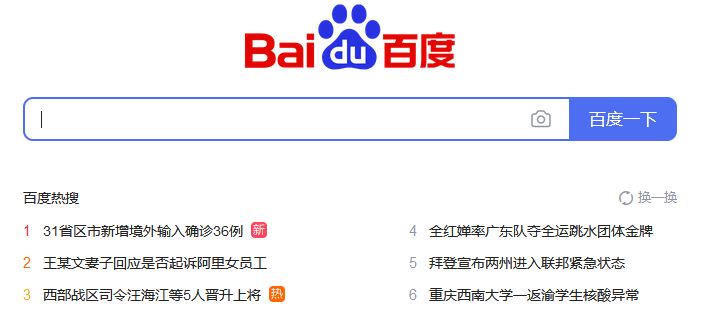 Bai du 百度
百度一下
百度热搜
换一换
1 31省区市新增境外输入确诊36例 新
2 王某文妻子回应是否起诉阿里女员工
3 西部战区司令汪海江等5人晋升上将 热
4 全红婵率广东队夺全运跳水团体金牌
5 拜登宣布两州进入联邦紧急状态
6 重庆西南大学一返渝学生核酸异常